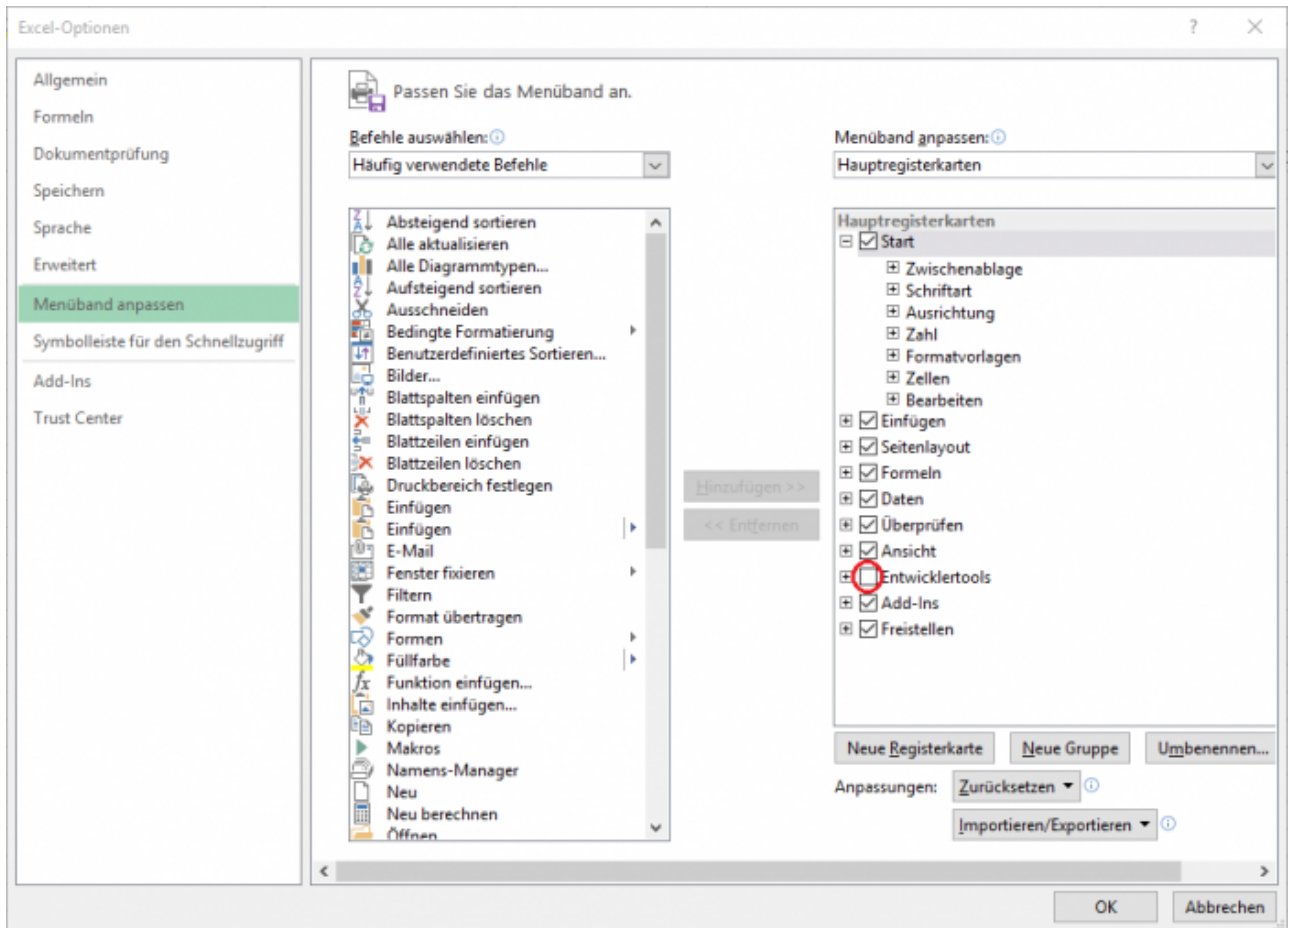 Excel-Optionen
?
Allgemein
Formeln
Dokumentprüfung
Speichern
Sprache
Erweitert
Menüband anpassen
Symbolleiste für den Schnellzugriff
Add-Ins
Trust Center
Passen Sie das Menüband an.
Befehle auswählen:
Häufig verwendete Befehle
Absteigend sortieren
Alle aktualisieren
Alle Diagrammtypen...
Aufsteigend sortieren
Ausschneiden
Bedingte Formatierung
Benutzerdefiniertes Sortieren...
Bilder...
Blattspalten einfügen
Blattspalten löschen
Blattzeilen einfügen
Blattzeilen löschen
Druckbereich festlegen
Einfügen
Einfügen
E-Mail
Fenster fixieren
Filtern
Format übertragen
Formen
Füllfarbe
Funktion einfügen...
Inhalte einfügen...
Kopieren
Makros
Namens-Manager
Neu
Neu berechnen
Öffnen
Hinzufügen >>
<< Entfernen
Menüband anpassen:
Hauptregisterkarten
Hauptregisterkarten
Start
Zwischenablage
Schriftart
Ausrichtung
Zahl
Formatvorlagen
Zellen
Bearbeiten
Einfügen
Seitenlayout
Formeln
Daten
Überprüfen
Ansicht
Entwicklertools
Add-Ins
Freistellen
Neue Registerkarte
Neue Gruppe
Umbenennen...
Anpassungen:
Zurücksetzen
Importieren/Exportieren
OK
Abbrechen